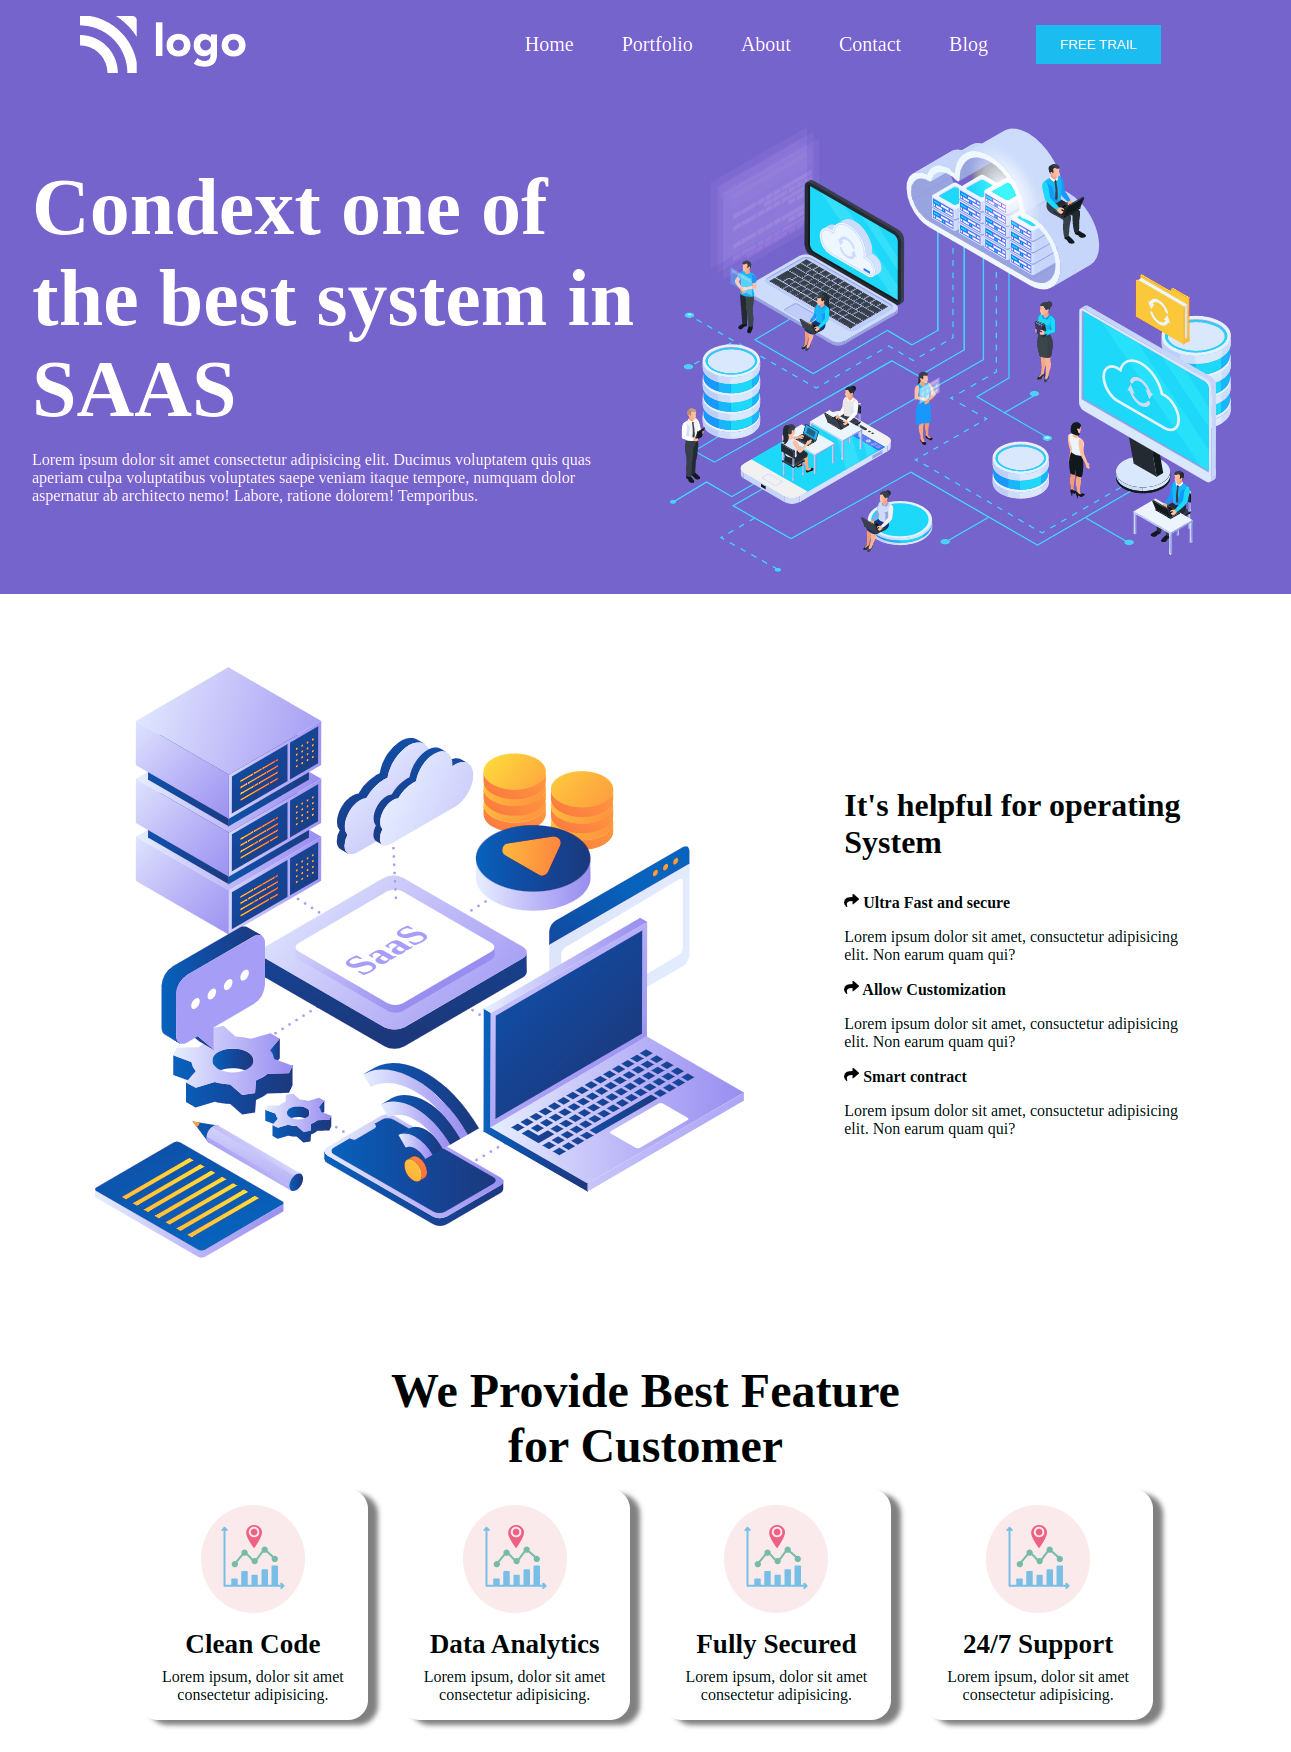 logo
Home Portfolio About Contact Blog FREE TRAIL
Condext one of
the best system in
SAAS
Lorem ipsum dolor sit amet consectetur adipisicing elit. Ducimus voluptatem quis quas
aperiam culpa voluptatibus voluptates saepe veniam itaque tempore, numquam dolor
aspernatur ab architecto nemo! Labore, ratione dolorem! Temporibus.
SaaS
It's helpful for operating
System
Ultra Fast and secure
Lorem ipsum dolor sit amet, consuctetur adipisicing
elit. Non earum quam qui?
Allow Customization
Lorem ipsum dolor sit amet, consuctetur adipisicing
elit. Non earum quam qui?
Smart contract
Lorem ipsum dolor sit amet, consuctetur adipisicing
elit. Non earum quam qui?
We Provide Best Feature
for Customer
Clean Code
Lorem ipsum, dolor sit amet
consectetur adipisicing.
Data Analytics
Lorem ipsum, dolor sit amet
consectetur adipisicing.
Fully Secured
Lorem ipsum, dolor sit amet
consectetur adipisicing.
24/7 Support
Lorem ipsum, dolor sit amet
consectetur adipisicing.